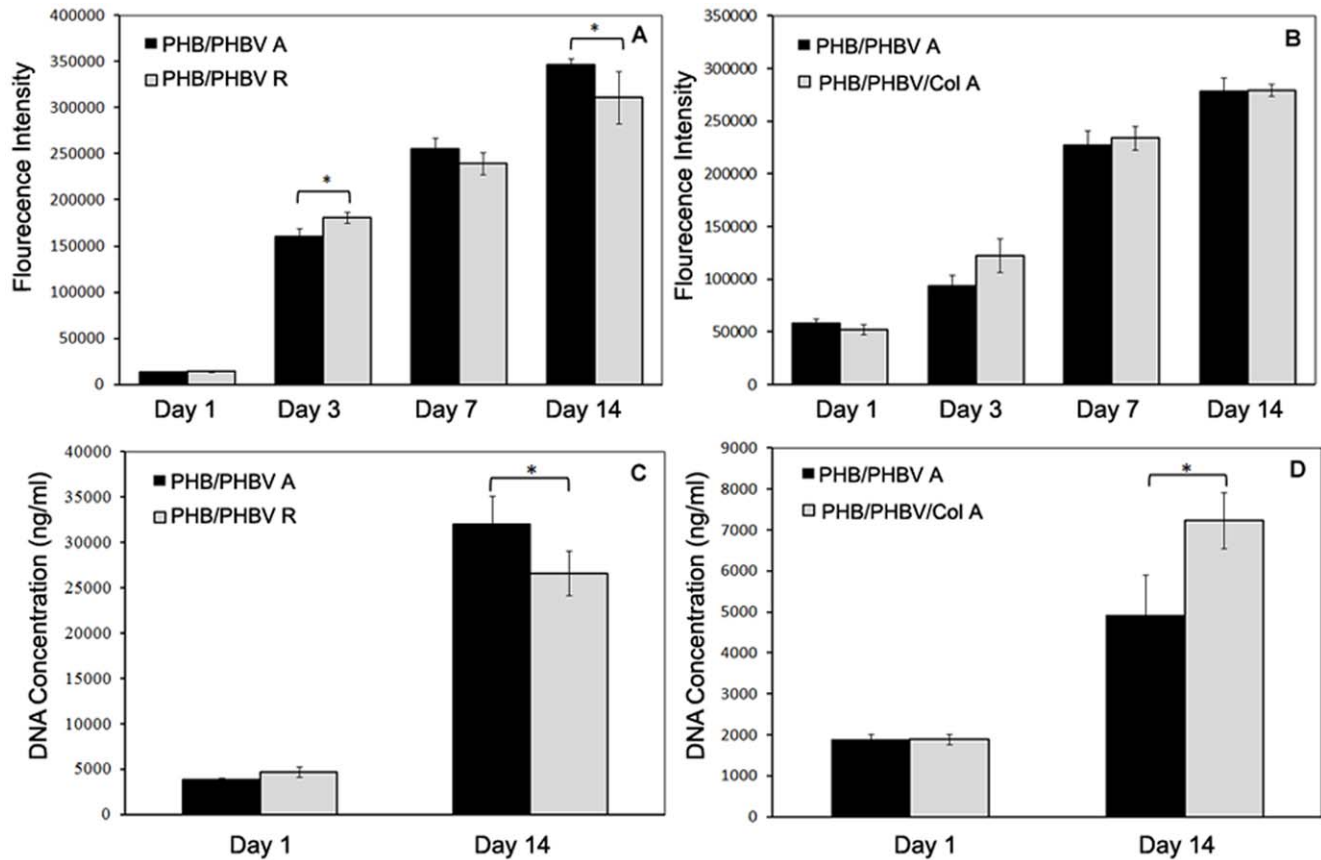 400000
350000
300000
250000
200000
150000
100000
50000
0
Flourecence Intensity
PHB/PHBV A
PHB/PHBV R
A
*
*
Day 1 Day 3 Day 7 Day 14
350000
300000
250000
200000
150000
100000
50000
0
Flourecence Intensity
PHB/PHBV A
PHB/PHBV/Col A
B
Day 1 Day 3 Day 7 Day 14
40000
35000
30000
25000
20000
15000
10000
5000
0
DNA Concentration (ng/ml)
PHB/PHBV A
PHB/PHBV R
C
*
Day 1 Day 14
9000
8000
7000
6000
5000
4000
3000
2000
1000
0
DNA Concentration (ng/ml)
PHB/PHBV A
PHB/PHBV/Col A
D
*
Day 1 Day 14